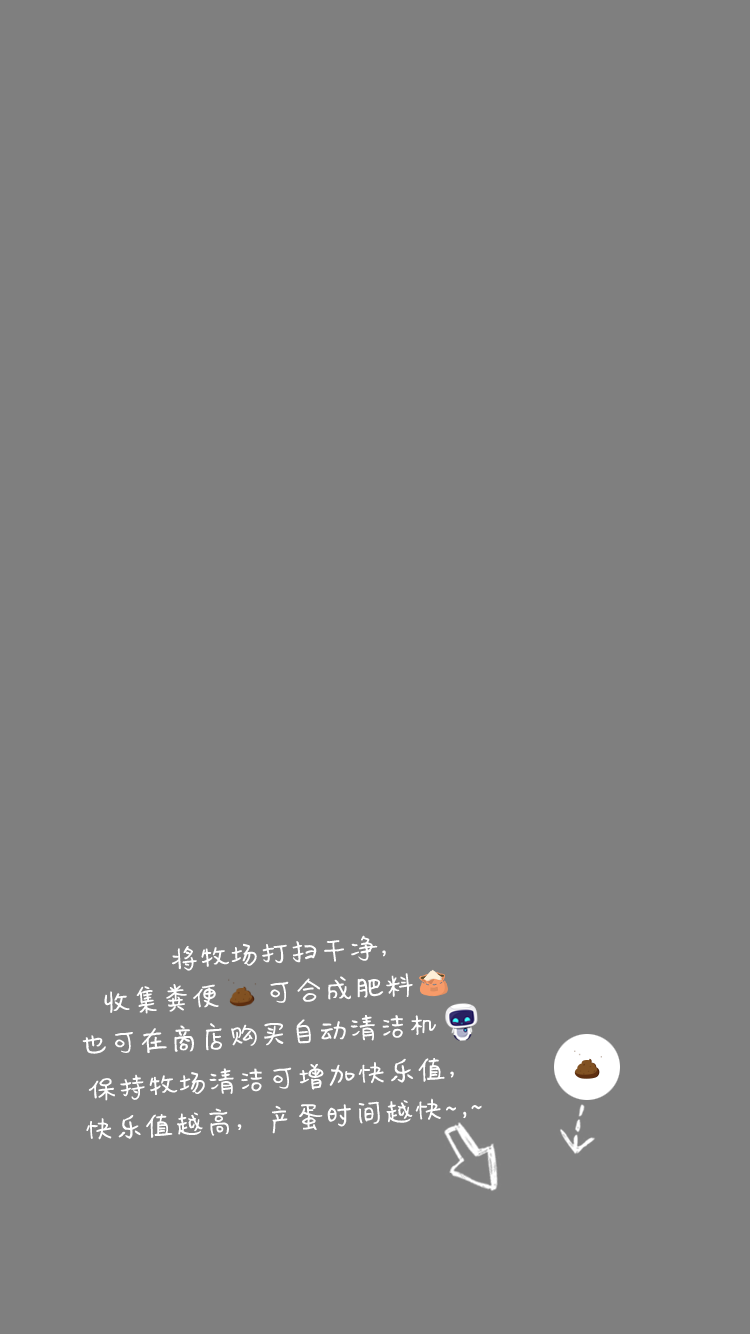 将牧场打扫干净,
收集粪便 可合成肥料
也可在商店购买自动清洁机
保持牧场清洁可增加快乐值,
快乐值越高, 产蛋时间越快~,~